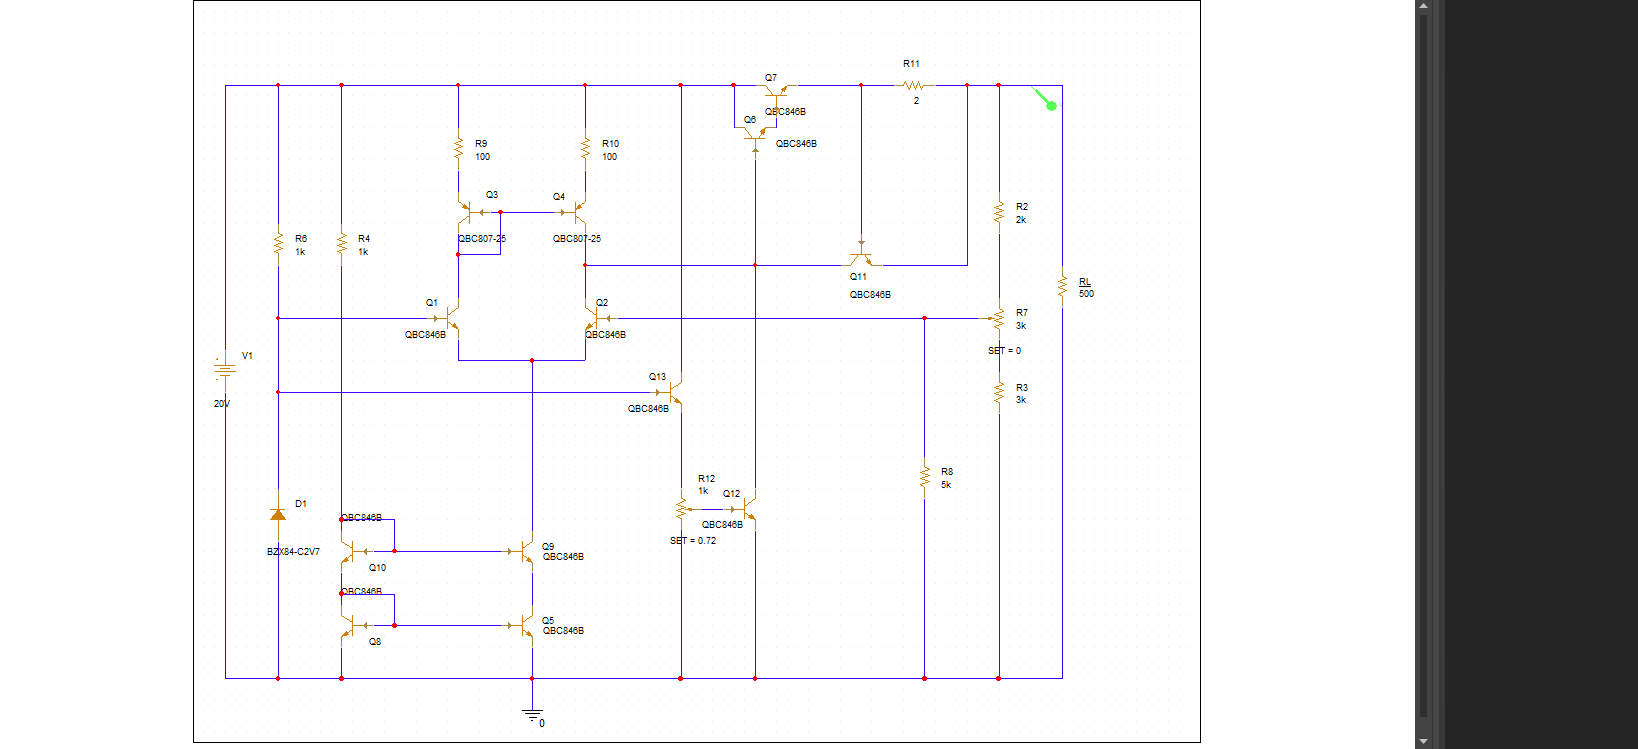 R11
2
Q7
QBC846B
Q6
QBC846B
R9
100
R10
100
Q3
Q4
QBC807-25
QBC807-25
R2
2k
R6
1k
R4
1k
Q11
QBC846B
RL
500
Q1
QBC846B
Q2
QBC846B
R7
3k
SET = 0
V1
20V
Q13
QBC846B
R3
3k
R12
1k
Q12
QBC846B
SET = 0.72
R8
5k
D1
BZX84-C2V7
QBC846B
Q10
Q9
QBC846B
QBC846B
Q8
Q5
QBC846B
0